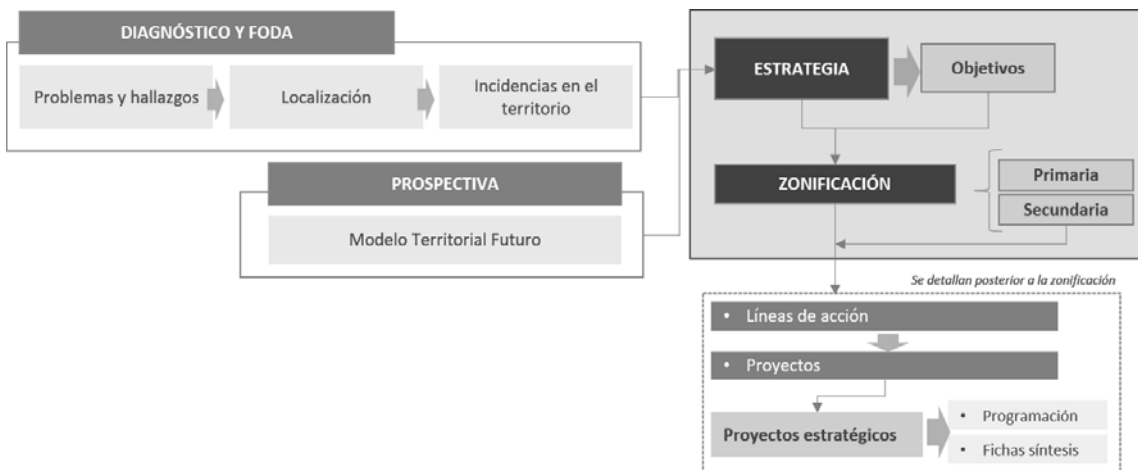 DIAGNÓSTICO Y FODA
Problemas y hallazgos
Localización
Incidencias en el
territorio
PROSPECTIVA
Modelo Territorial Futuro
ESTRATEGIA
Objetivos
ZONIFICACIÓN
Primaria
Secundaria
Se detallan posterior a la zonificación
• Líneas de acción
• Proyectos
Proyectos estratégicos
• Programación
• Fichas síntesis